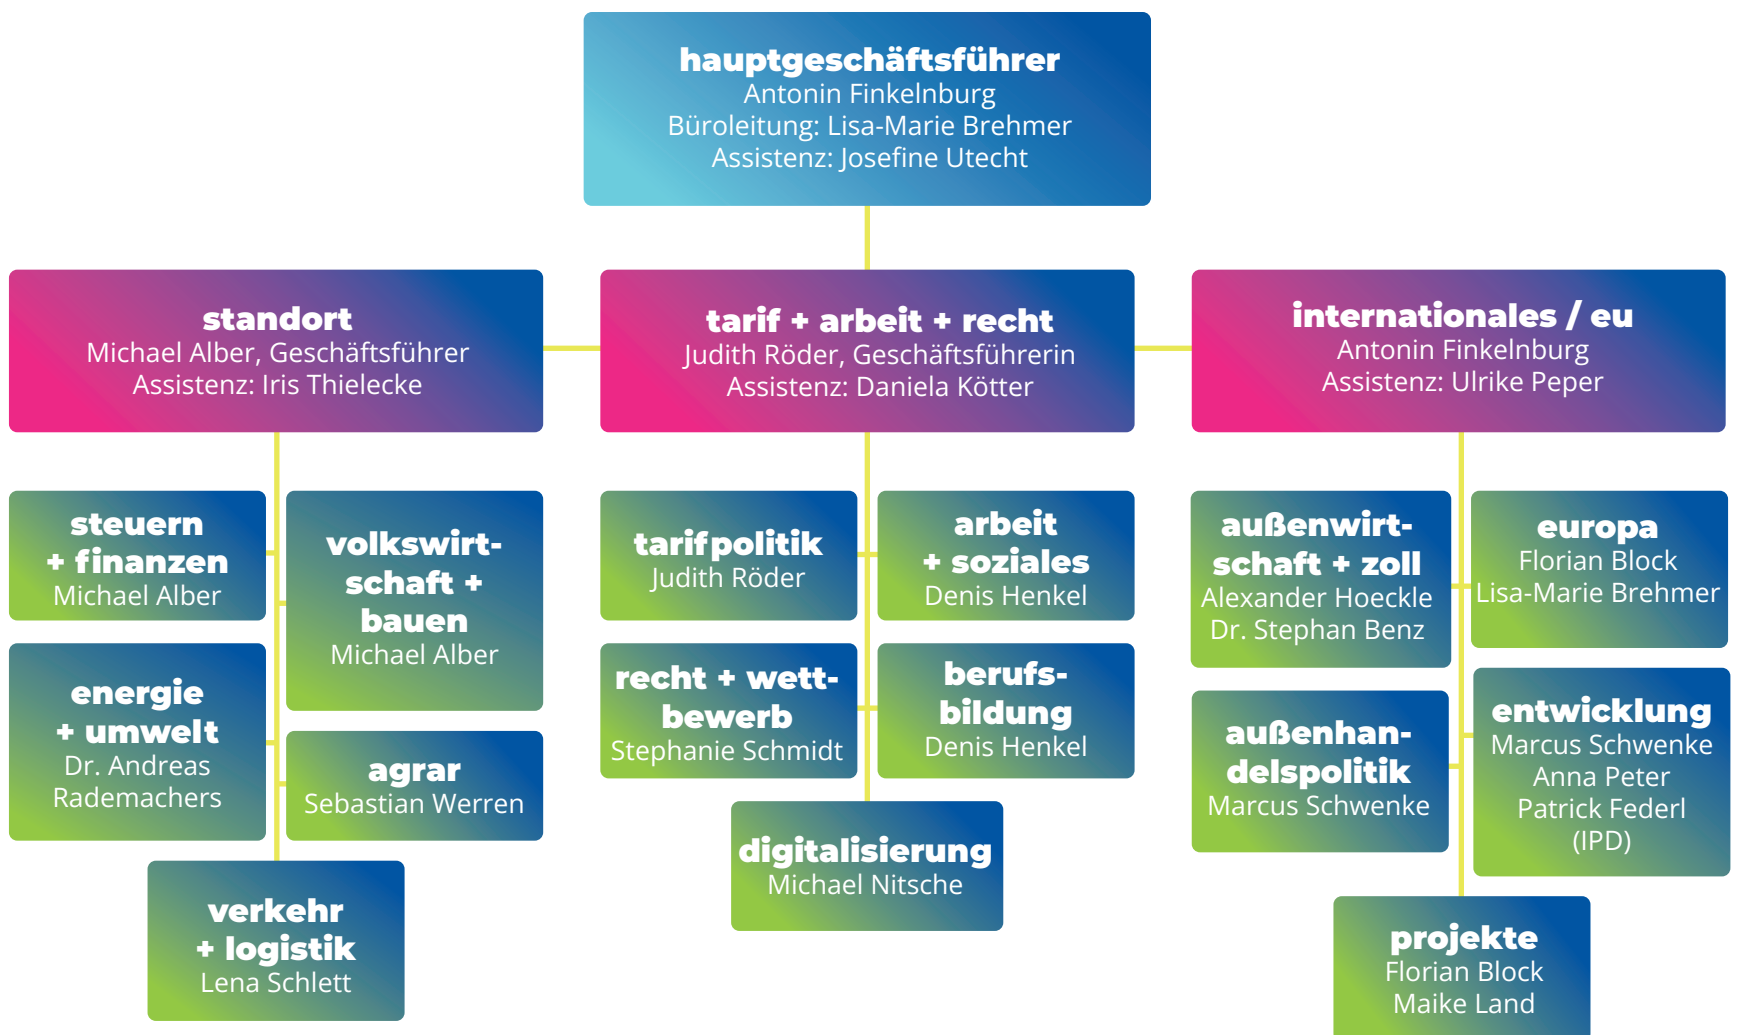 hauptgeschäftsführer
Antonin Finkelnburg
Büroleitung: Lisa-Marie Brehmer
Assistenz: Josefine Utecht
standort
Michael Alber, Geschäftsführer
Assistenz: Iris Thielecke
tarif + arbeit + recht
Judith Röder, Geschäftsführerin
Assistenz: Daniela Kötter
internationales / eu
Antonin Finkelnburg
Assistenz: Ulrike Peper
steuern
+ finanzen
Michael Alber
volkswirt-
schaft +
bauen
Michael Alber
energie
+ umwelt
Dr. Andreas
Rademachers
agrar
Sebastian Werren
verkehr
+ logistik
Lena Schlett
tarifpolitik
Judith Röder
arbeit
+ soziales
Denis Henkel
recht + wett-
bewerb
Stephanie Schmidt
berufs-
bildung
Denis Henkel
digitalisierung
Michael Nitsche
außenwirt-
schaft + zoll
Alexander Hoeckle
Dr. Stephan Benz
europa
Florian Block
Lisa-Marie Brehmer
außenhan-
delspolitik
Marcus Schwenke
entwicklung
Marcus Schwenke
Anna Peter
Patrick Federl
(IPD)
projekte
Florian Block
Maike Land